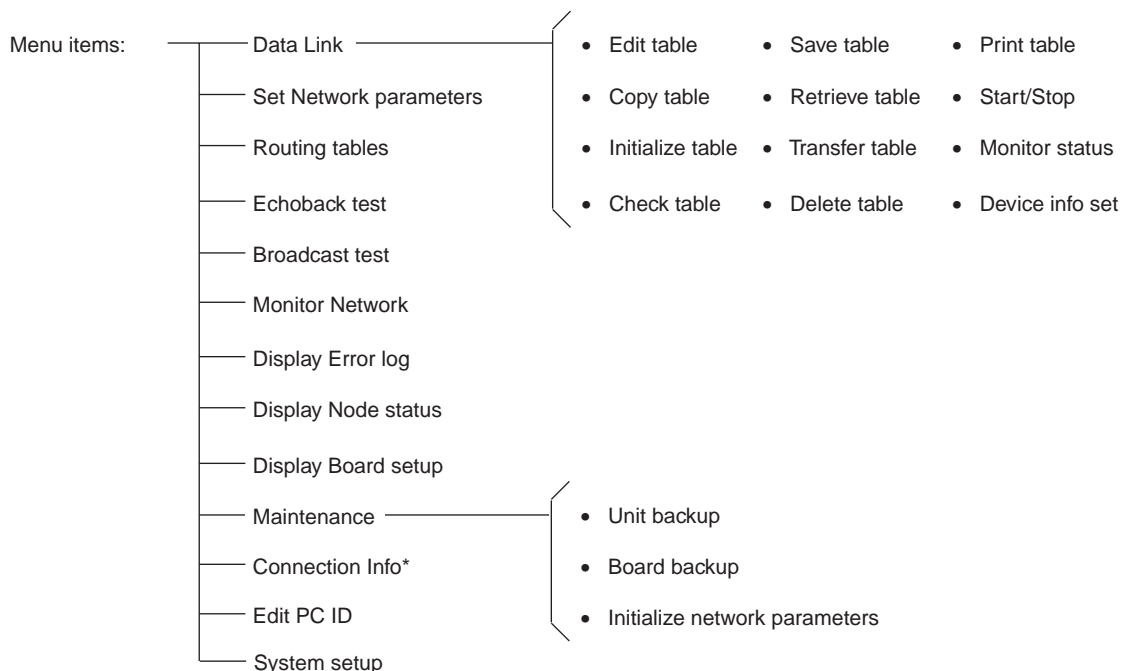 Menu items:
Data Link
• Edit table • Save table • Print table
Set Network parameters
• Copy table • Retrieve table • Start/Stop
Routing tables
• Initialize table • Transfer table • Monitor status
Echoback test
• Check table • Delete table • Device info set
Broadcast test
Monitor Network
Display Error log
Display Node status
Display Board setup
Maintenance
• Unit backup
Connection Info*
• Board backup
Edit PC ID
• Initialize network parameters
System setup